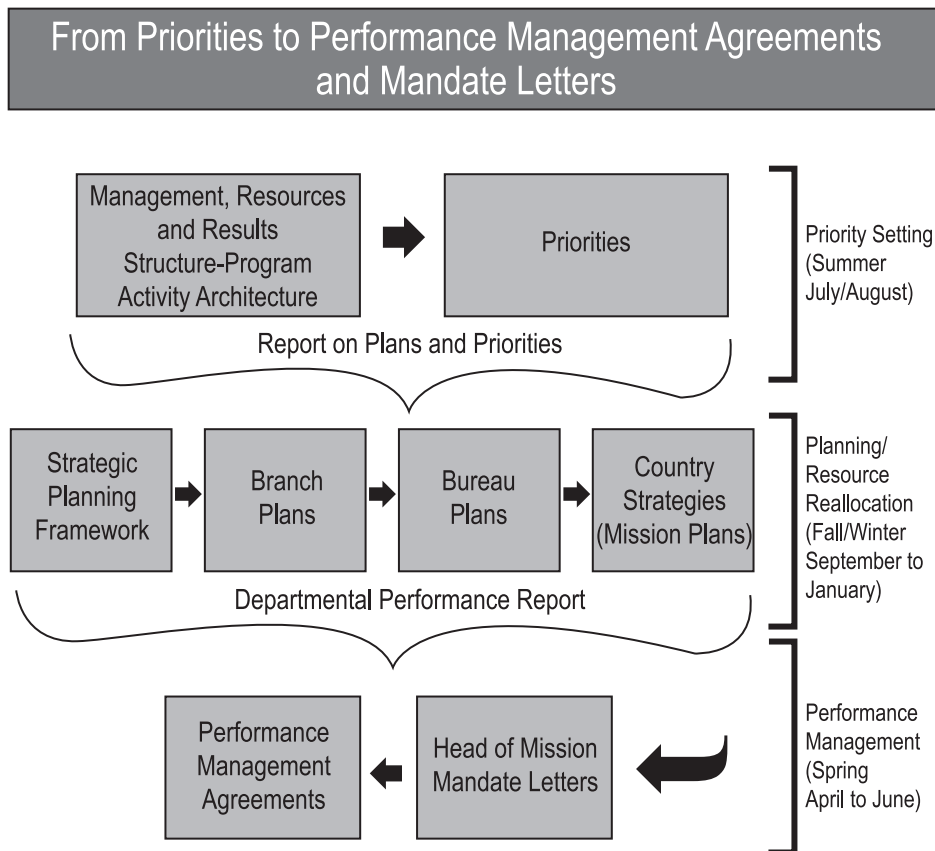 From Priorities to Performance Management Agreements
and Mandate Letters
Management, Resources
and Results
Structure-Program
Activity Architecture
Priorities
Priority Setting
(Summer
July/August)
Report on Plans and Priorities
Strategic
Planning
Framework
Branch
Plans
Bureau
Plans
Country
Strategies
(Mission Plans)
Planning/
Resource
Reallocation
(Fall/Winter
September to
January)
Departmental Performance Report
Performance
Management
Agreements
Head of Mission
Mandate Letters
Performance
Management
(Spring
April to June)